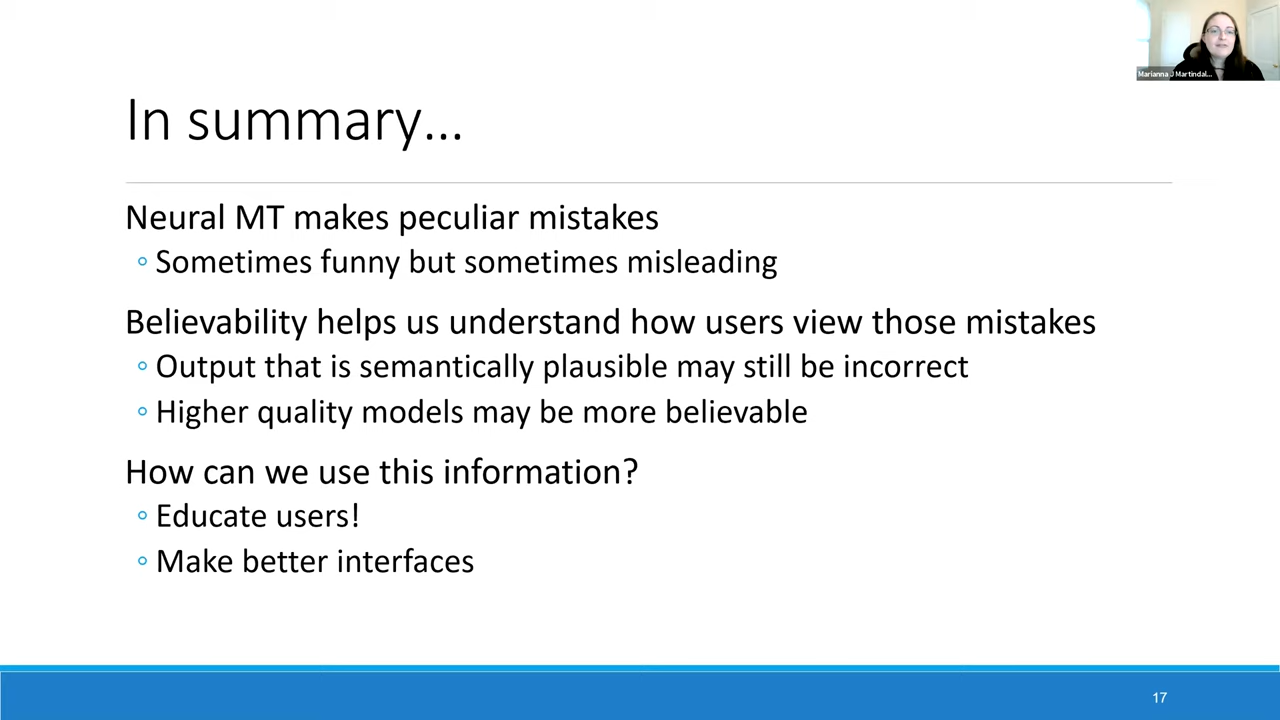 Marianna J Martindal...
In summary...
Neural MT makes peculiar mistakes
◦ Sometimes funny but sometimes misleading
Believability helps us understand how users view those mistakes
◦ Output that is semantically plausible may still be incorrect
◦ Higher quality models may be more believable
How can we use this information?
◦ Educate users!
◦ Make better interfaces
17